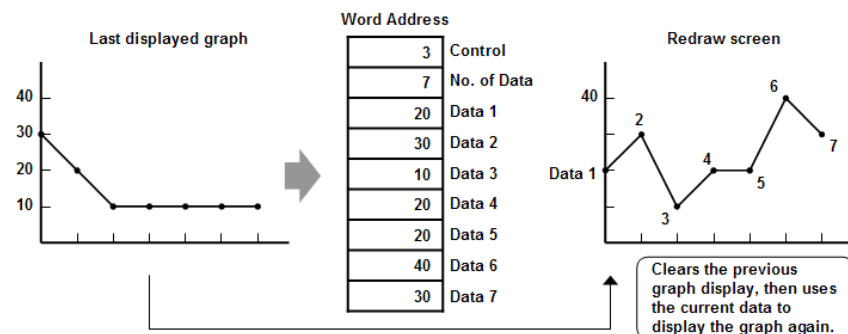 Last displayed graph
40
30
20
10
Word Address
3 Control
7 No. of Data
20 Data 1
30 Data 2
10 Data 3
20 Data 4
20 Data 5
40 Data 6
30 Data 7
Redraw screen
40
Data 1
2
3
4
5
6
7
Clears the previous
graph display, then uses
the current data to
display the graph again.